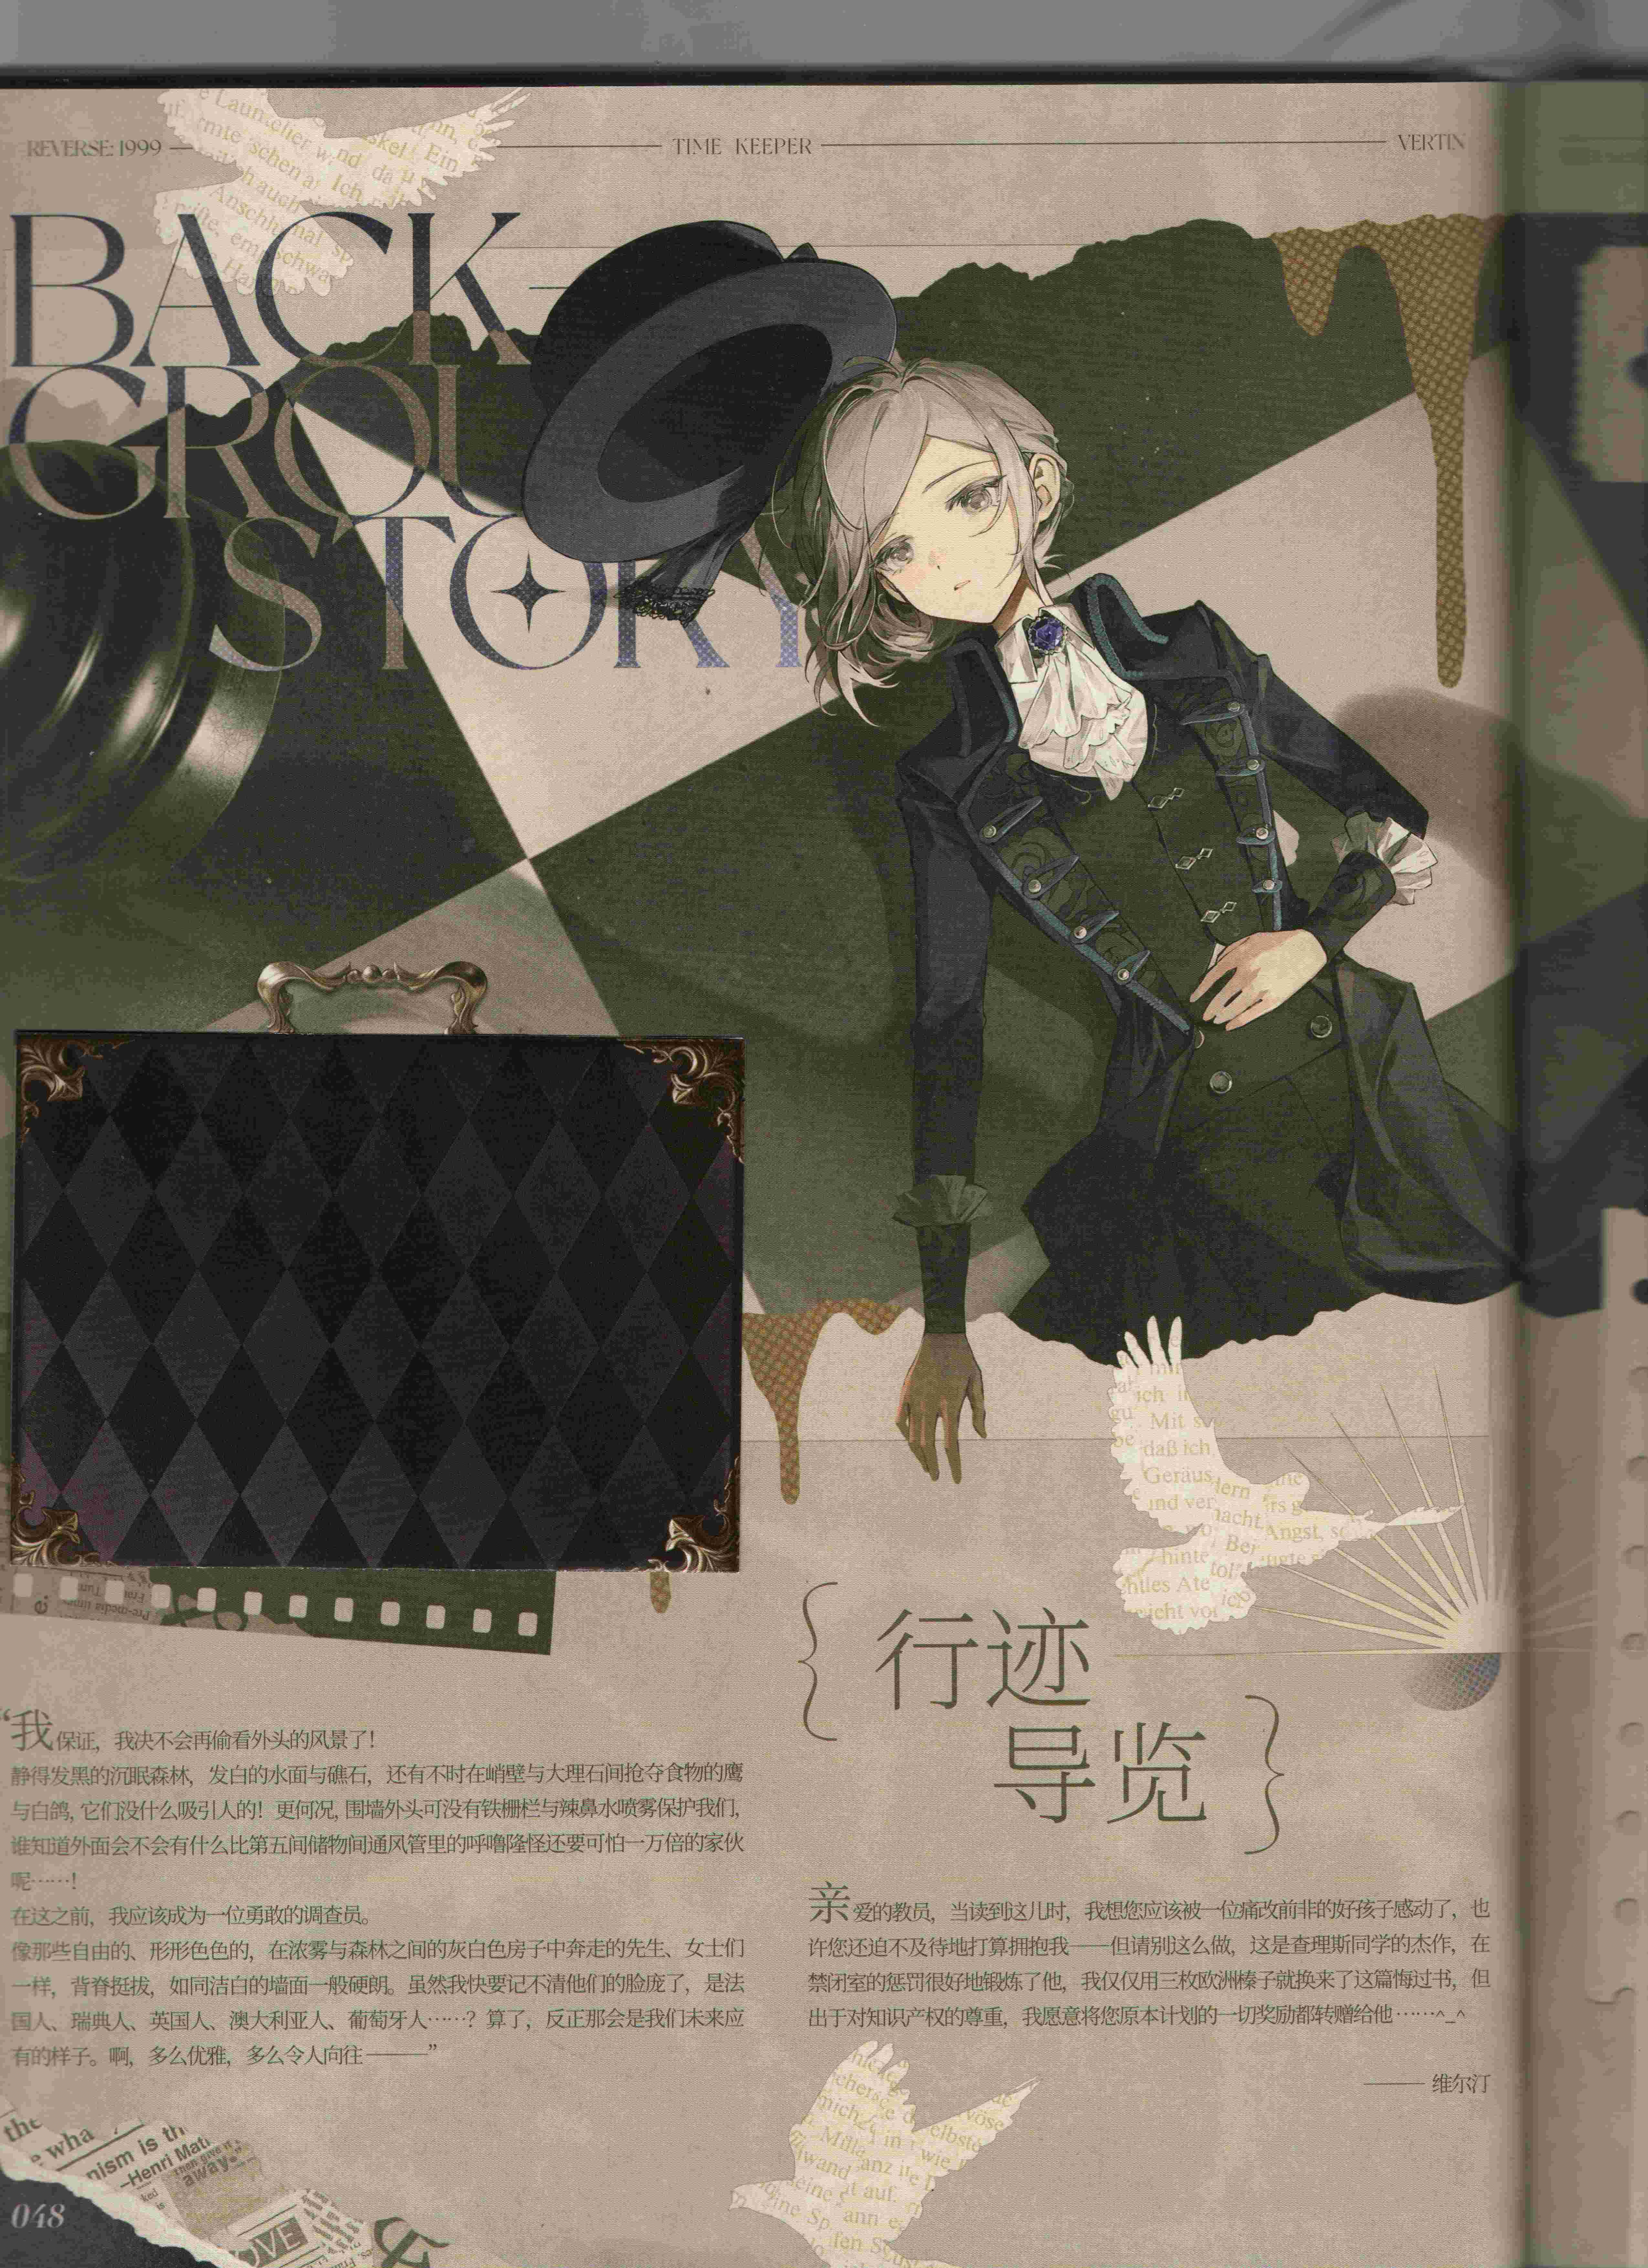 REVERSE: 1999
TIME KEEPER
VERTIN
BACK
GROU
STORY
行迹
导览
“我保证，我决不会再偷看外头的风景了！
静得发黑的沉眠森林，发白的水面与礁石，还有不时在峭壁与大理石间抢夺食物的鹰
与白鸽，它们没什么吸引人的！更何况，围墙外头可没有铁栅栏与辣鼻水喷雾保护我们，
谁知道外面会不会有什么比第五间储物间通风管里的呼噜隆怪还要可怕一万倍的家伙
呢……！
在这之前，我应该成为一位勇敢的调查员。
像那些自由的、形形色色的，在浓雾与森林之间的灰白色房子中奔走的先生、女士们
一样，背脊挺拔，如同洁白的墙面一般硬朗。虽然我快要记不清他们的脸庞了，是法
国人、瑞典人、英国人、澳大利亚人、葡萄牙人……？算了，反正那会是我们未来应
有的样子。啊，多么优雅，多么令人向往———”
亲爱的教员，当读到这儿时，我想您应该被一位痛改前非的好孩子感动了，也
许您还迫不及待地打算拥抱我——但请别这么做，这是查理斯同学的杰作，在
禁闭室的惩罚很好地锻炼了他，我仅仅用三枚欧洲榛子就换来了这篇悔过书，但
出于对知识产权的尊重，我愿意将您原本计划的一切奖励都转赠给他……^_^
——— 维尔汀
ich
Mit
daß ich
Geräus
und ver
Angst,
hinte
the
wha
nism is th
–Henri Mati
away.
048